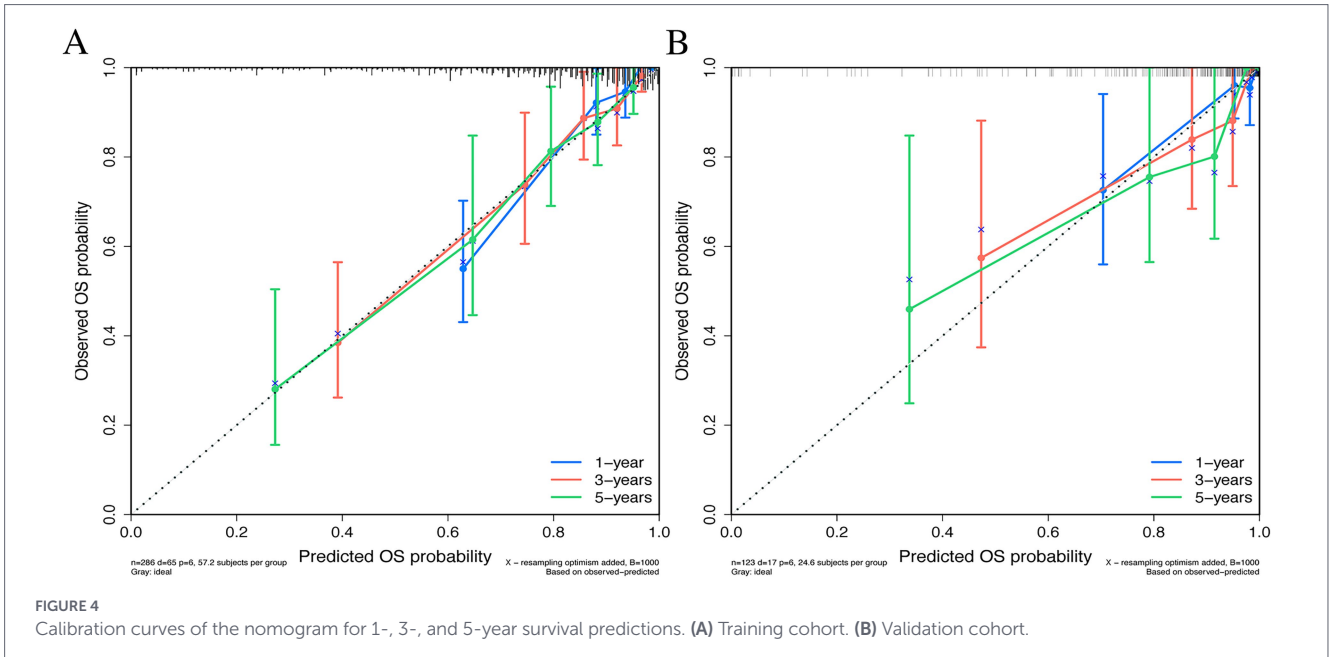 A
Observed OS probability
0.0 0.2 0.4 0.6 0.8 1.0
0.0 0.2 0.4 0.6 0.8 1.0
Predicted OS probability
1−year
3−years
5−years
n=286 d=65 p=6, 57.2 subjects per group
Gray: ideal
X − resampling optimism added, B=1000
Based on observed−predicted
B
Observed OS probability
0.0 0.2 0.4 0.6 0.8 1.0
0.0 0.2 0.4 0.6 0.8 1.0
Predicted OS probability
1−year
3−years
5−years
n=123 d=17 p=6, 24.6 subjects per group
Gray: ideal
X − resampling optimism added, B=1000
Based on observed−predicted
FIGURE 4
Calibration curves of the nomogram for 1-, 3-, and 5-year survival predictions. (A) Training cohort. (B) Validation cohort.